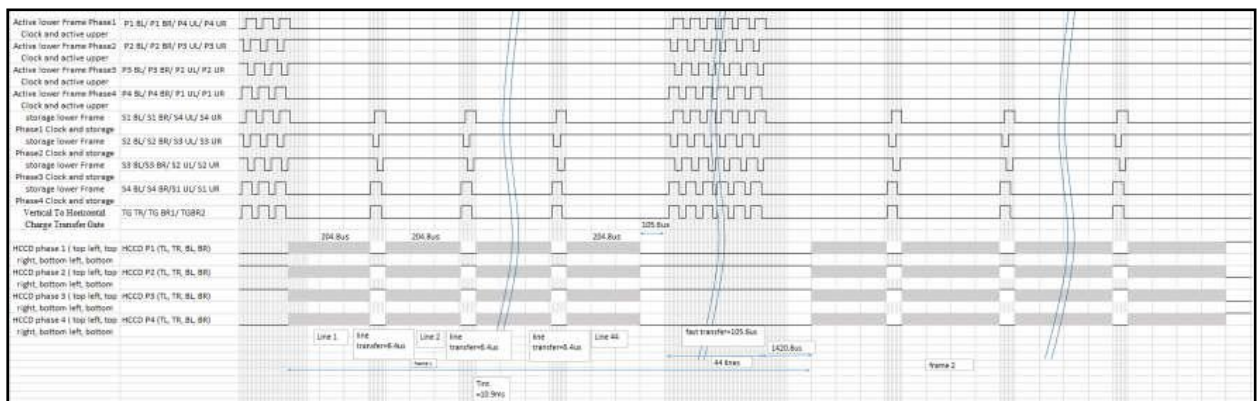 Active lower Frame Phase1 P1 BL/ P1 BR/ P4 UL/ P4 UR
Clock and active upper
Active lower Frame Phase2 P2 BL/ P2 BR/ P3 UL/ P3 UR
Clock and active upper
Active lower Frame Phase3 P3 BL/ P3 BR/ P2 UL/ P2 UR
Clock and active upper
Active lower Frame Phase4 P4 BL/ P4 BR/ P1 UL/ P1 UR
Clock and active upper
storage lower Frame S1 BL/ S1 BR/ S4 UL/ S4 UR
Phase1 Clock and storage
storage lower Frame S2 BL/ S2 BR/ S3 UL/ S3 UR
Phase2 Clock and storage
storage lower Frame S3 BL/S3 BR/ S2 UL/ S2 UR
Phase3 Clock and storage
storage lower Frame S4 BL/ S4 BR/S1 UL/ S1 UR
Phase4 Clock and storage
Vertical To Horizontal TG TR/ TG BR1/ TGBR2
Charge Transfer Gate
105.6us
204.8us 204.8us 204.8us
HCCD phase 1 ( top left, top HCCD P1 (TL, TR, BL, BR)
right, bottom left, bottom
HCCD phase 2 ( top left, top HCCD P2 (TL, TR, BL, BR)
right, bottom left, bottom
HCCD phase 3 ( top left, top HCCD P3 (TL, TR, BL, BR)
right, bottom left, bottom
HCCD phase 4 ( top left, top HCCD P4 (TL, TR, BL, BR)
right, bottom left, bottom
Line 1 line transfer=6.4us Line 2 line transfer=6.4us line transfer=6.4us Line 44 fast transfer=105.6us
1420.8us
44 lines
frame 1 frame 2
Tint
=10.9ms